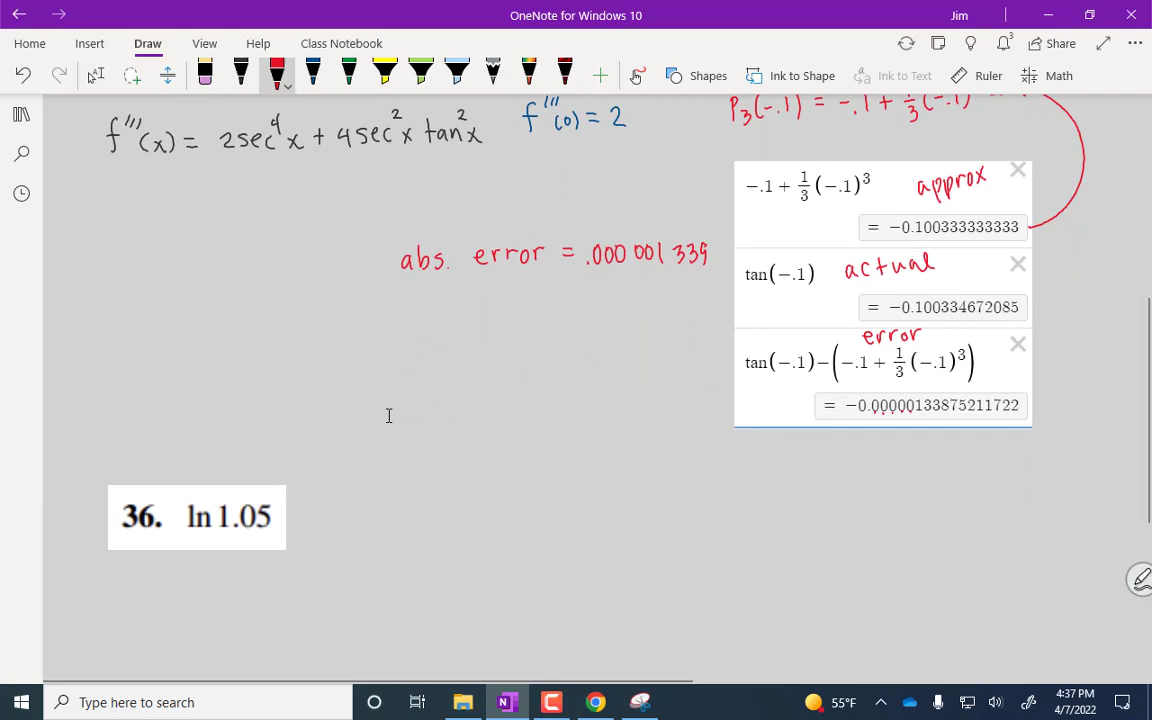 OneNote for Windows 10
Jim
Home Insert Draw View Help Class Notebook
Share
Shapes Ink to Shape Ink to Text Ruler Math
f'''(x) = 2sec⁴x + 4sec²x tan²x
f'''(0) = 2
P₃(-.1) = -.1 + 1/3(-.1)
-.1 + 1/3(-.1)³ approx
= -0.100333333333
abs. error = .000 001 339
tan(-.1) actual
= -0.100334672085
error
tan(-.1)-(-.1 + 1/3(-.1)³)
= -0.00000133875211722
36. ln 1.05
Type here to search
55°F
4:37 PM
4/7/2022